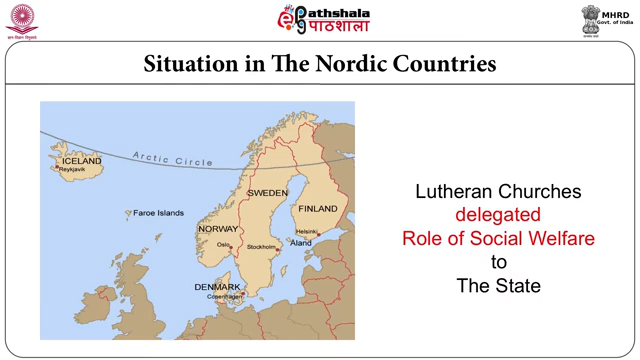 Pathshala
पाठशाला
MHRD
Govt. of India
Situation in The Nordic Countries
ICELAND
Reykjavik
Arctic Circle
Faroe Islands
SWEDEN
FINLAND
NORWAY
Helsinki
Oslo
Stockholm
Åland
DENMARK
Copenhagen
Lutheran Churches
delegated
Role of Social Welfare
to
The State